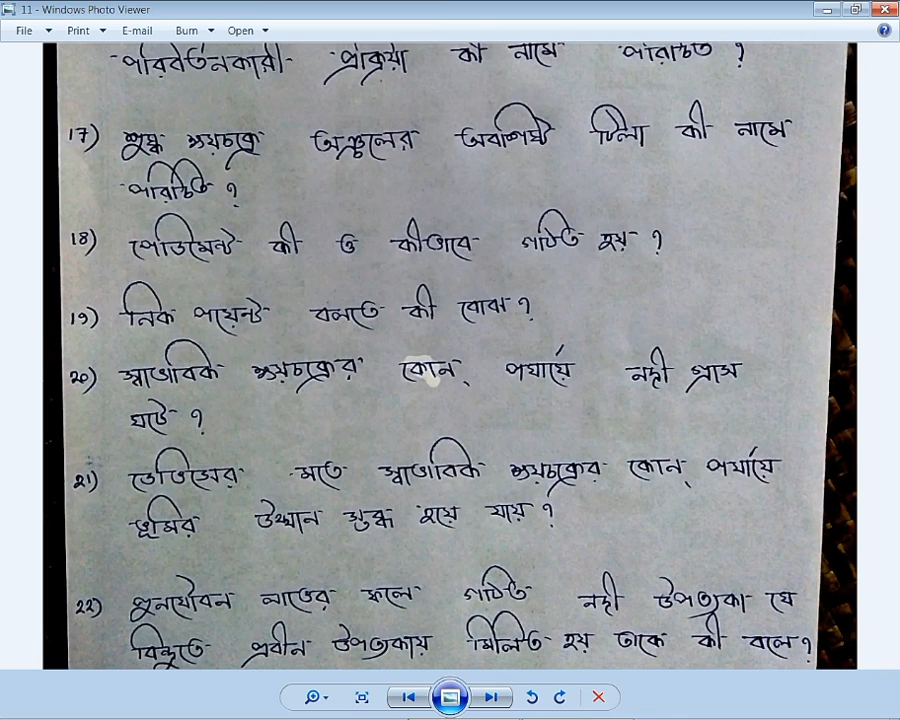 11 - Windows Photo Viewer
File Print E-mail Burn Open
পরিবর্তনকারী প্রক্রিয়া কী নামে পরিচিত ?
17) শুষ্ক ক্ষয়চক্রে অঞ্চলের অবশিষ্ট টিলা কী নামে
পরিচিত ?
18) পেডিমেন্ট কী ও কীভাবে গঠিত হয় ?
19) নিক পয়েন্ট বলতে কী বোঝ ?
20) স্বাভাবিক ক্ষয়চক্রের কোন্ পর্যায়ে নদী গ্রাস
ঘটে ?
21) ডেভিসের মতে স্বাভাবিক ক্ষয়চক্রের কোন্ পর্যায়ে
ভূমির উত্থান স্তব্ধ হয়ে যায় ?
22) পুনযৌবন লাভের ফলে গঠিত নদী উপত্যকা যে
বিন্দুতে প্রবীন উপত্যকায় মিলিত হয় তাকে কী বলে ?